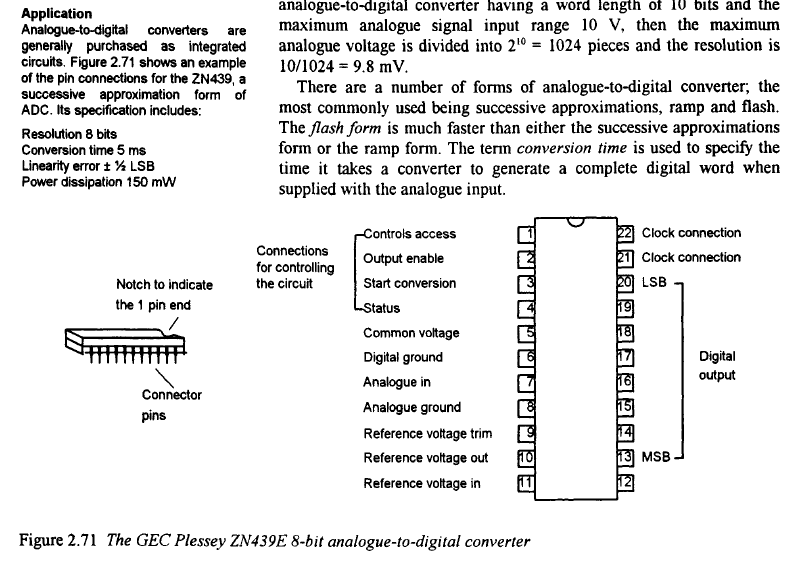 Application
Analogue-to-digital converters are
generally purchased as integrated
circuits. Figure 2.71 shows an example
of the pin connections for the ZN439, a
successive approximation form of
ADC. Its specification includes:
Resolution 8 bits
Conversion time 5 ms
Linearity error ± ½ LSB
Power dissipation 150 mW
analogue-to-digital converter having a word length of 10 bits and the
maximum analogue signal input range 10 V, then the maximum
analogue voltage is divided into 2¹⁰ = 1024 pieces and the resolution is
10/1024 = 9.8 mV.
There are a number of forms of analogue-to-digital converter; the
most commonly used being successive approximations, ramp and flash.
The flash form is much faster than either the successive approximations
form or the ramp form. The term conversion time is used to specify the
time it takes a converter to generate a complete digital word when
supplied with the analogue input.
Notch to indicate
the 1 pin end
Connector
pins
Connections
for controlling
the circuit
Controls access 1 22 Clock connection
Output enable 2 21 Clock connection
Start conversion 3 20 LSB
Status 4 19
Common voltage 5 18
Digital ground 6 17
Analogue in 7 16
Analogue ground 8 15
Reference voltage trim 9 14
Reference voltage out 10 13 MSB
Reference voltage in 11 12
Digital
output
Figure 2.71 The GEC Plessey ZN439E 8-bit analogue-to-digital converter